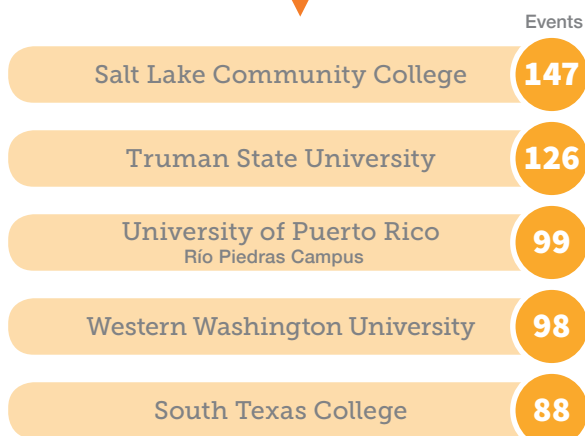 Events
Salt Lake Community College
147
Truman State University
126
University of Puerto Rico
Río Piedras Campus
99
Western Washington University
98
South Texas College
88